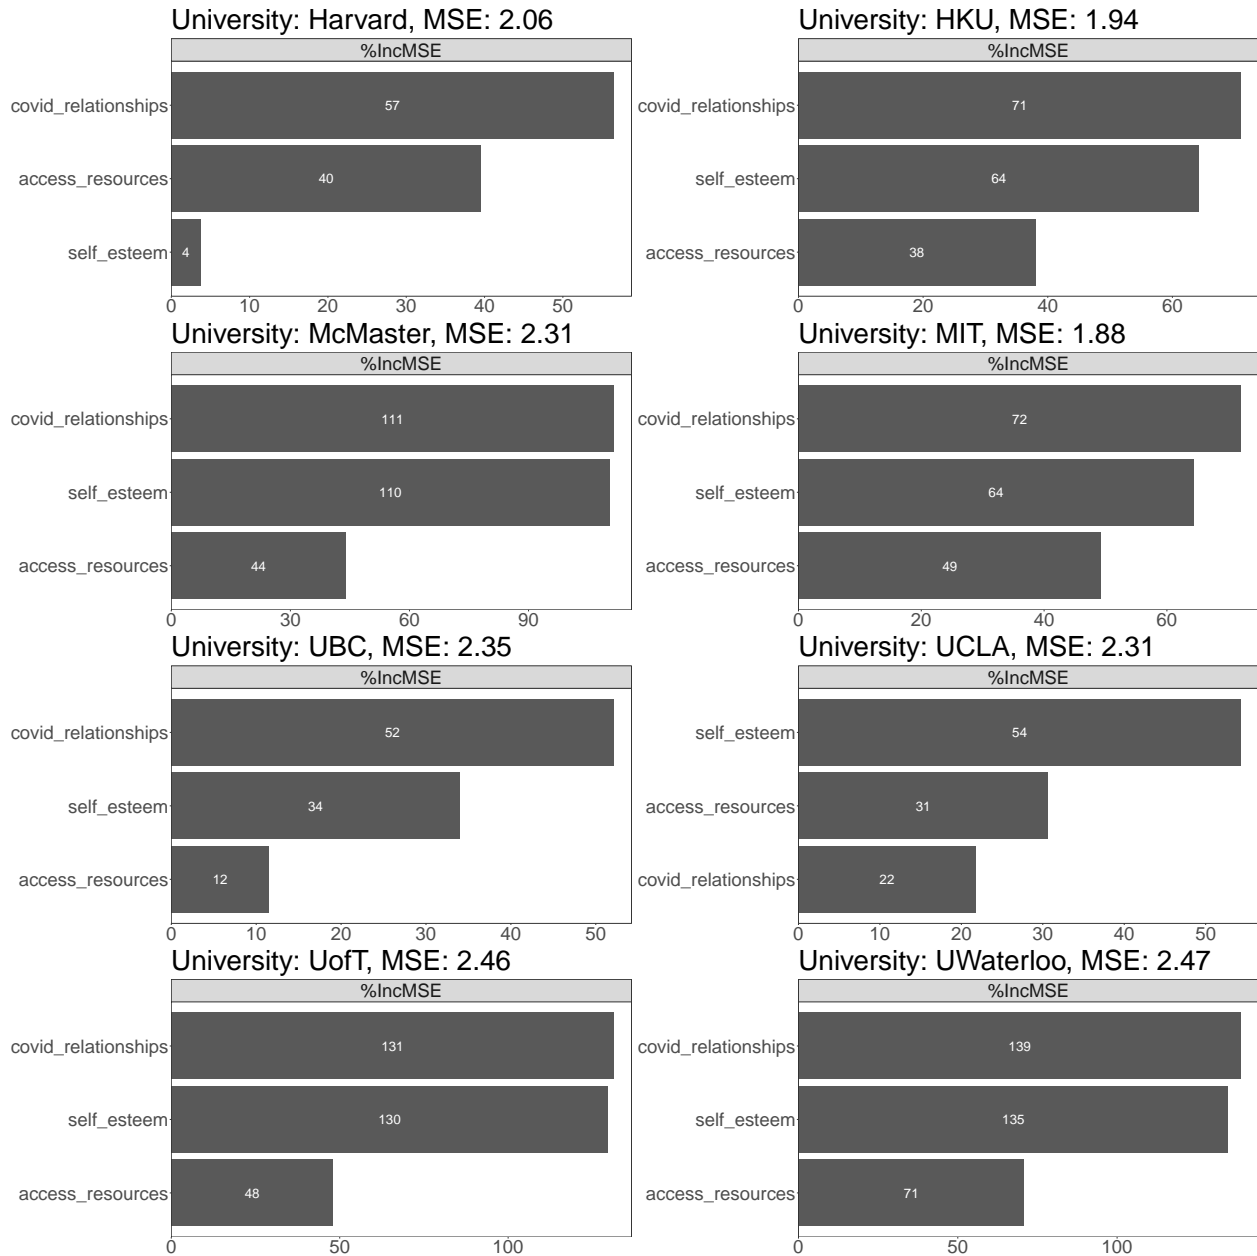 University: Harvard, MSE: 2.06
%IncMSE
covid_relationships 57
access_resources 40
self_esteem 4
0 10 20 30 40 50
University: HKU, MSE: 1.94
%IncMSE
covid_relationships 71
self_esteem 64
access_resources 38
0 20 40 60
University: McMaster, MSE: 2.31
%IncMSE
covid_relationships 111
self_esteem 110
access_resources 44
0 30 60 90
University: MIT, MSE: 1.88
%IncMSE
covid_relationships 72
self_esteem 64
access_resources 49
0 20 40 60
University: UBC, MSE: 2.35
%IncMSE
covid_relationships 52
self_esteem 34
access_resources 12
0 10 20 30 40 50
University: UCLA, MSE: 2.31
%IncMSE
self_esteem 54
access_resources 31
covid_relationships 22
0 10 20 30 40 50
University: UofT, MSE: 2.46
%IncMSE
covid_relationships 131
self_esteem 130
access_resources 48
0 100
University: UWaterloo, MSE: 2.47
%IncMSE
covid_relationships 139
self_esteem 135
access_resources 71
0 100